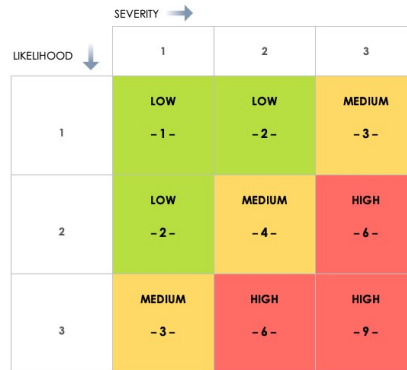 SEVERITY
LIKELIHOOD
1 2 3
LOW LOW MEDIUM
1 – 1 – – 2 – – 3 –
LOW MEDIUM HIGH
2 – 2 – – 4 – – 6 –
MEDIUM HIGH HIGH
3 – 3 – – 6 – – 9 –